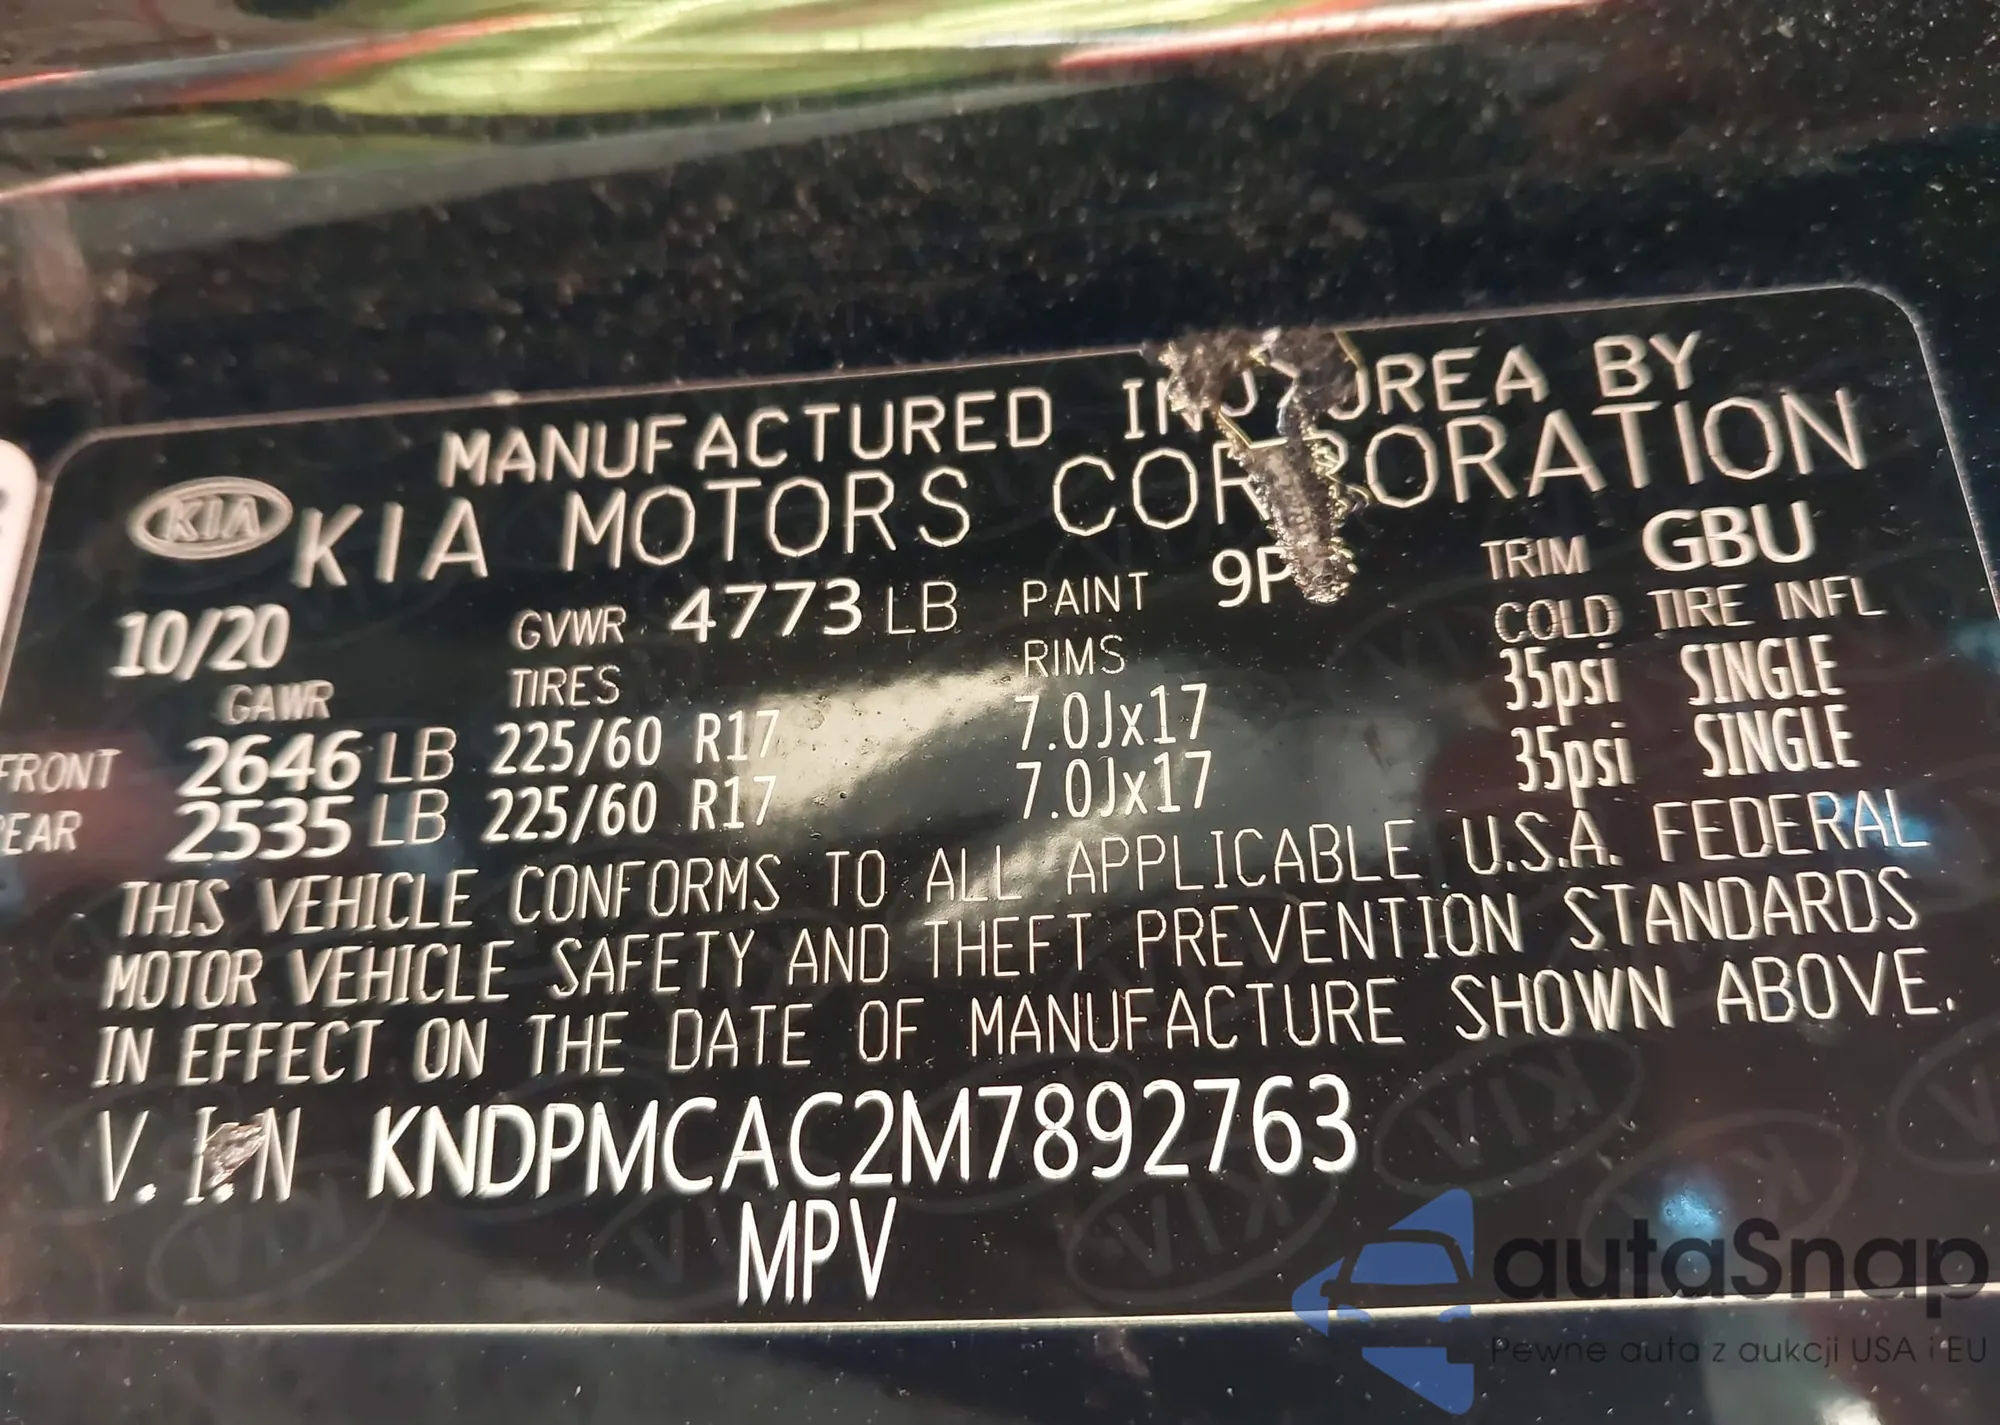 MANUFACTURED IN KOREA BY
KIA KIA MOTORS CORPORATION
10/20 GVWR 4773 LB PAINT TRIM GBU
GAWR TIRES RIMS COLD TIRE INFL
FRONT 2646 LB 225/60 R17 7.0Jx17 35psi SINGLE
REAR 2535 LB 225/60 R17 7.0Jx17 35psi SINGLE
THIS VEHICLE CONFORMS TO ALL APPLICABLE U.S.A. FEDERAL
MOTOR VEHICLE SAFETY AND THEFT PREVENTION STANDARDS
IN EFFECT ON THE DATE OF MANUFACTURE SHOWN ABOVE.
V.I.N KNDPMCAC2M7892763
MPV
autaSnap
Pewne auta z aukcji USA i EU